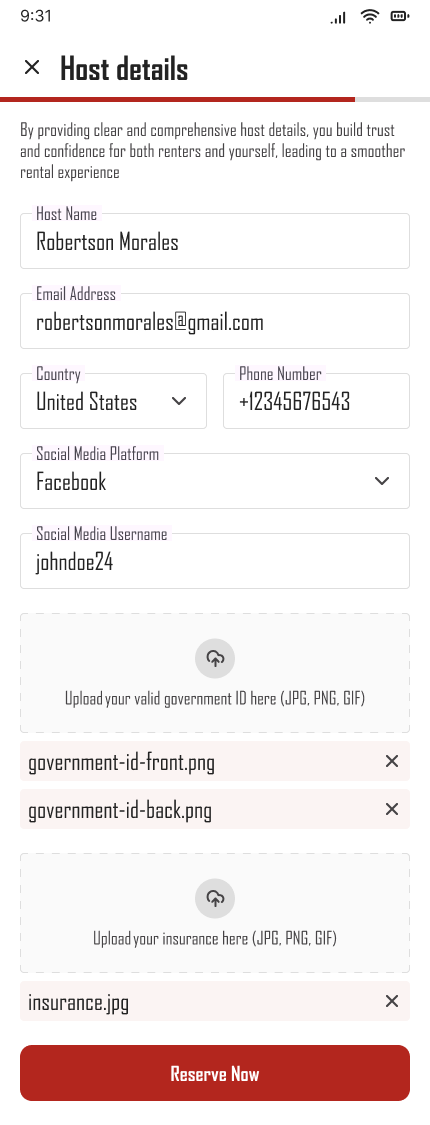 9:31
Host details
By providing clear and comprehensive host details, you build trust
and confidence for both renters and yourself, leading to a smoother
rental experience
Host Name
Robertson Morales
Email Address
robertsonmorales@gmail.com
Country
United States
Phone Number
+12345676543
Social Media Platform
Facebook
Social Media Username
johndoe24
Upload your valid government ID here (JPG, PNG, GIF)
government-id-front.png
government-id-back.png
Upload your insurance here (JPG, PNG, GIF)
insurance.jpg
Reserve Now